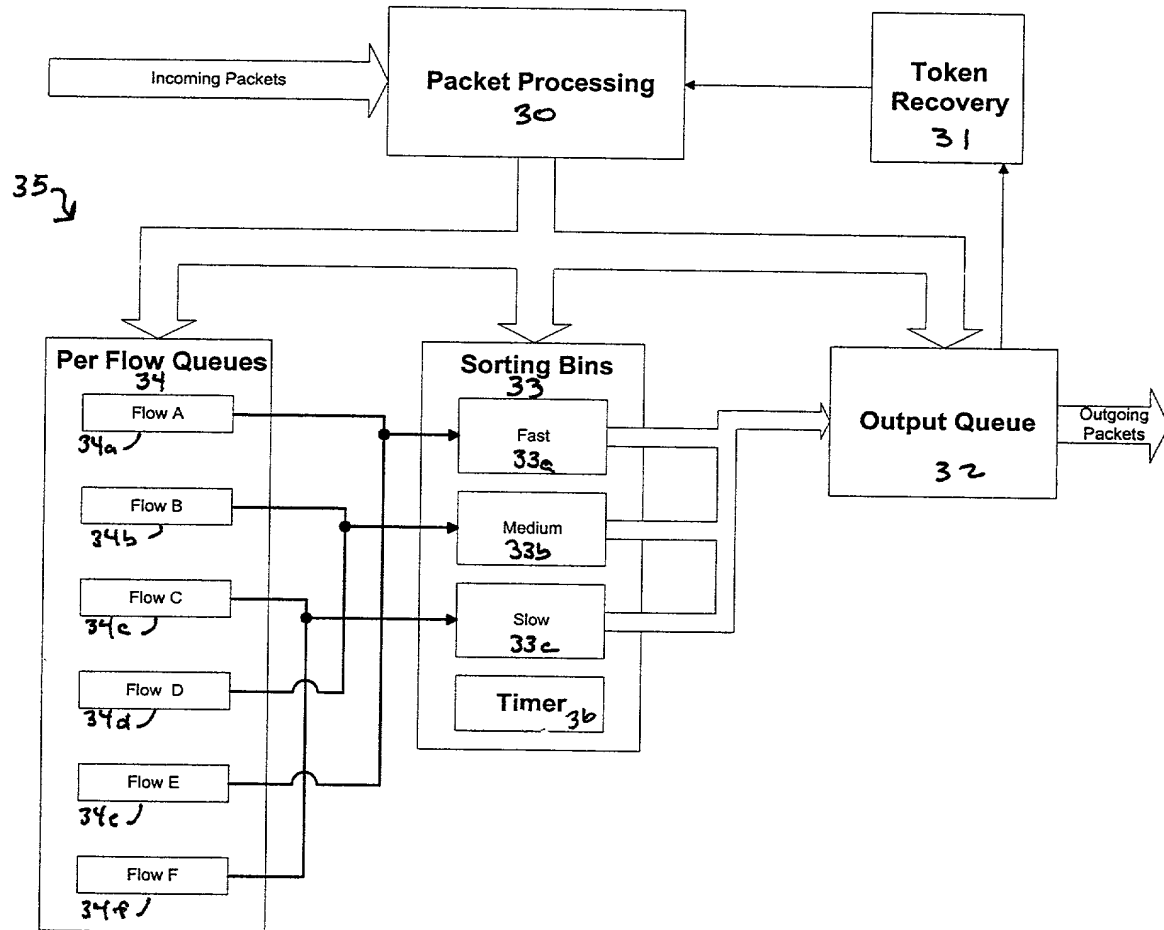 Incoming Packets
Packet Processing
30
Token
Recovery
31
35
Per Flow Queues
34
Flow A
34a
Flow B
34b
Flow C
34c
Flow D
34d
Flow E
34e
Flow F
34f
Sorting Bins
33
Fast
33a
Medium
33b
Slow
33c
Timer
36
Output Queue
32
Outgoing
Packets